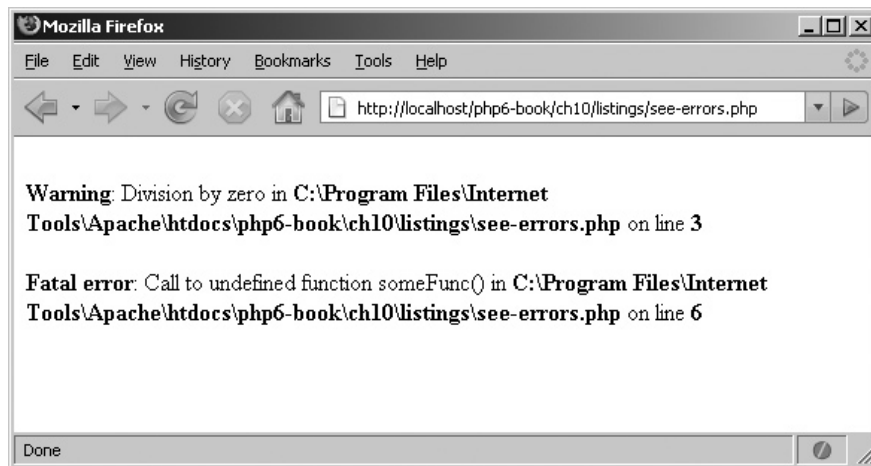 Mozilla Firefox
File Edit View History Bookmarks Tools Help
http://localhost/php6-book/ch10/listings/see-errors.php
Warning: Division by zero in C:\Program Files\Internet
Tools\Apache\htdocs\php6-book\ch10\listings\see-errors.php on line 3
Fatal error: Call to undefined function someFunc() in C:\Program Files\Internet
Tools\Apache\htdocs\php6-book\ch10\listings\see-errors.php on line 6
Done